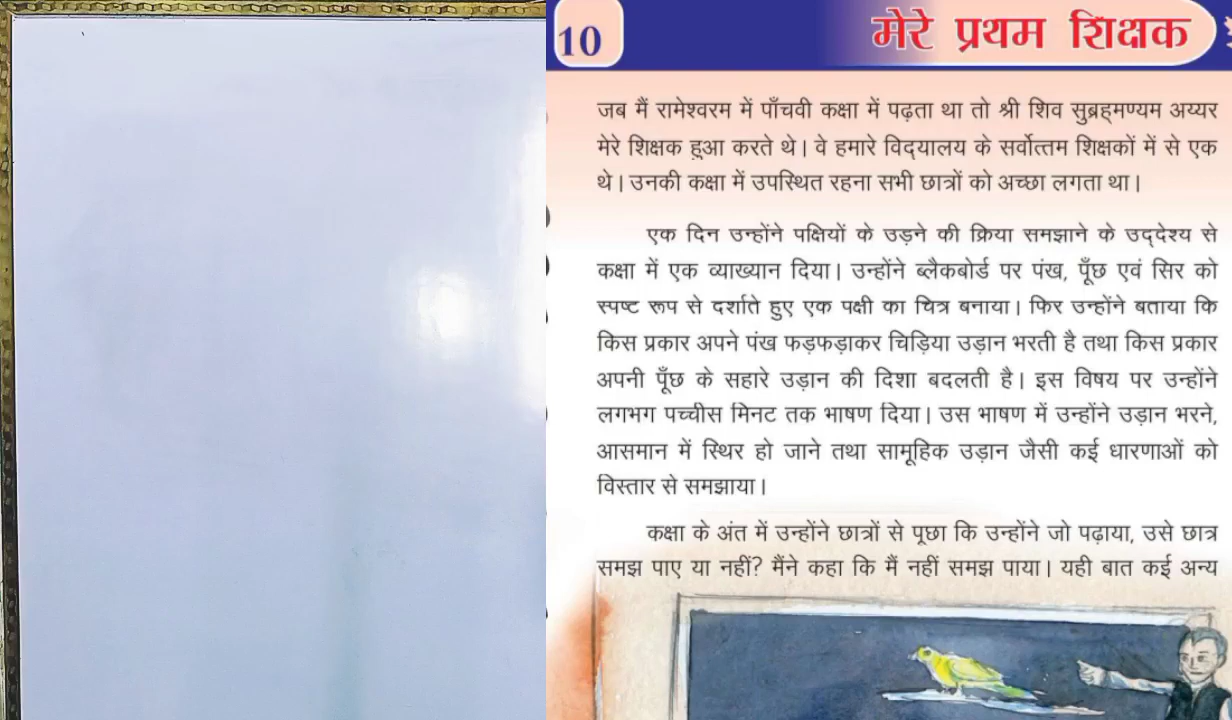 10
मेरे प्रथम शिक्षक
जब मैं रामेश्वरम में पाँचवी कक्षा में पढ़ता था तो श्री शिव सुब्रह्मण्यम अय्यर
मेरे शिक्षक हुआ करते थे। वे हमारे विद्यालय के सर्वोत्तम शिक्षकों में से एक
थे। उनकी कक्षा में उपस्थित रहना सभी छात्रों को अच्छा लगता था।
एक दिन उन्होंने पक्षियों के उड़ने की क्रिया समझाने के उद्देश्य से
कक्षा में एक व्याख्यान दिया। उन्होंने ब्लैकबोर्ड पर पंख, पूँछ एवं सिर को
स्पष्ट रूप से दर्शाते हुए एक पक्षी का चित्र बनाया। फिर उन्होंने बताया कि
किस प्रकार अपने पंख फड़फड़ाकर चिड़िया उड़ान भरती है तथा किस प्रकार
अपनी पूँछ के सहारे उड़ान की दिशा बदलती है। इस विषय पर उन्होंने
लगभग पच्चीस मिनट तक भाषण दिया। उस भाषण में उन्होंने उड़ान भरने,
आसमान में स्थिर हो जाने तथा सामूहिक उड़ान जैसी कई धारणाओं को
विस्तार से समझाया।
कक्षा के अंत में उन्होंने छात्रों से पूछा कि उन्होंने जो पढ़ाया, उसे छात्र
समझ पाए या नहीं? मैंने कहा कि मैं नहीं समझ पाया। यही बात कई अन्य